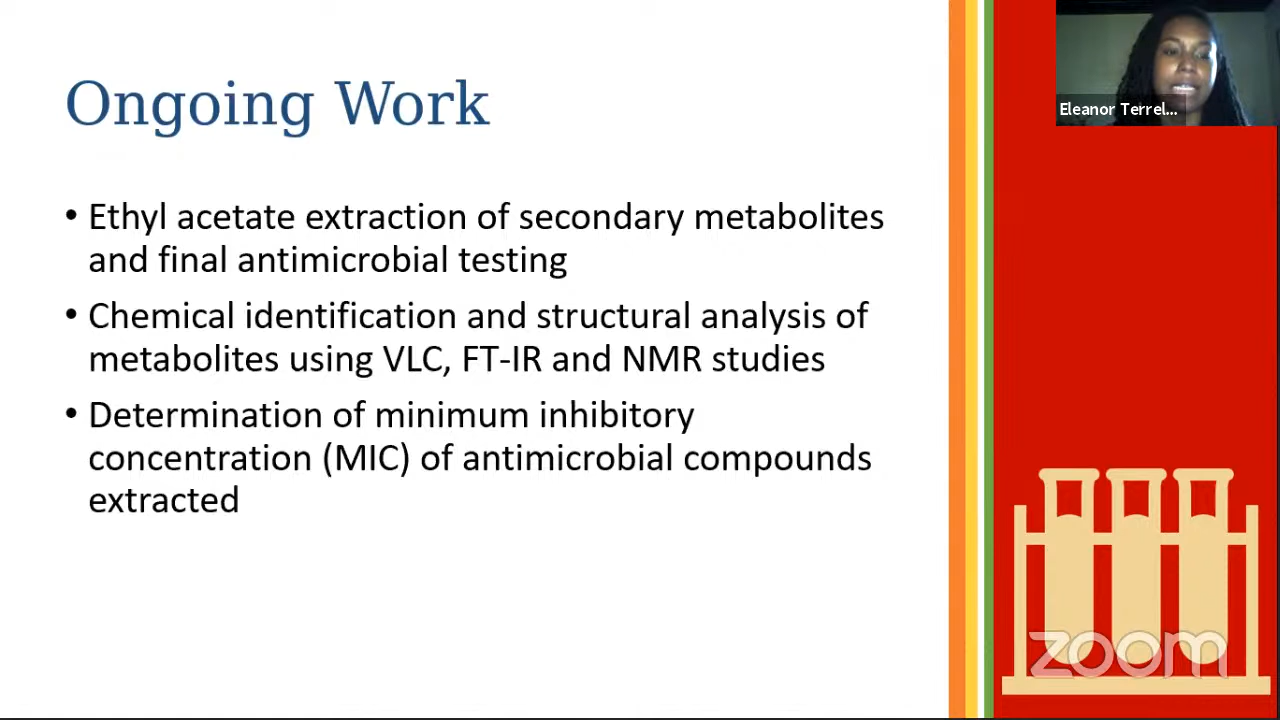 Ongoing Work
• Ethyl acetate extraction of secondary metabolites
and final antimicrobial testing
• Chemical identification and structural analysis of
metabolites using VLC, FT-IR and NMR studies
• Determination of minimum inhibitory
concentration (MIC) of antimicrobial compounds
extracted
Eleanor Terrel...
zoom